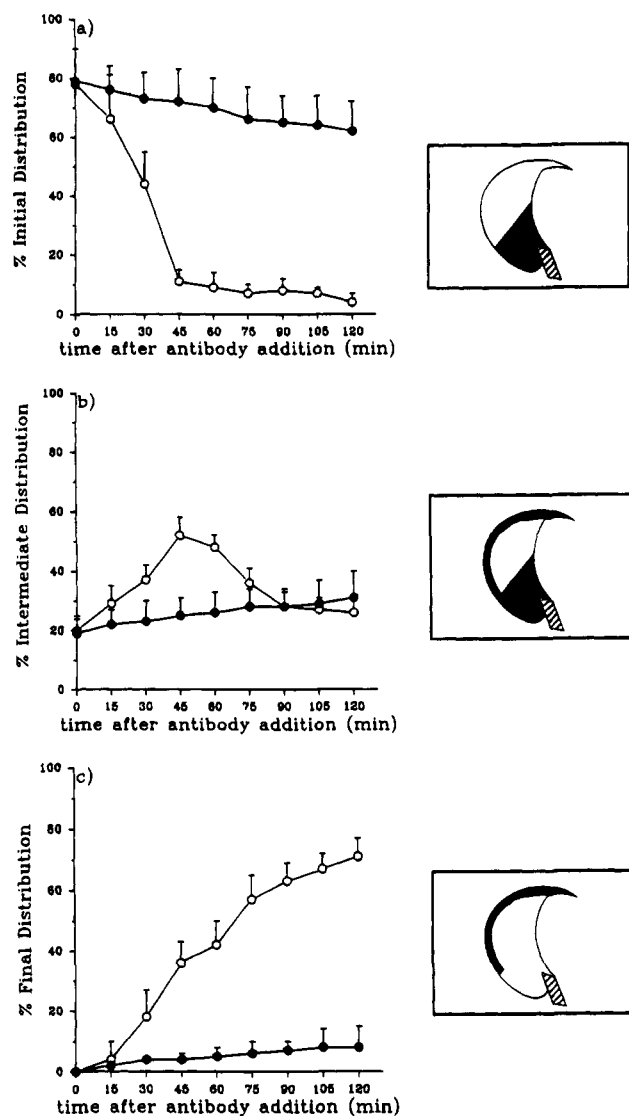 a)
100
80
60
40
20
0
% Initial Distribution
0 15 30 45 60 75 90 105 120
time after antibody addition (min)
b)
100
80
60
40
20
0
% Intermediate Distribution
0 15 30 45 60 75 90 105 120
time after antibody addition (min)
c)
100
80
60
40
20
0
% Final Distribution
0 15 30 45 60 75 90 105 120
time after antibody addition (min)